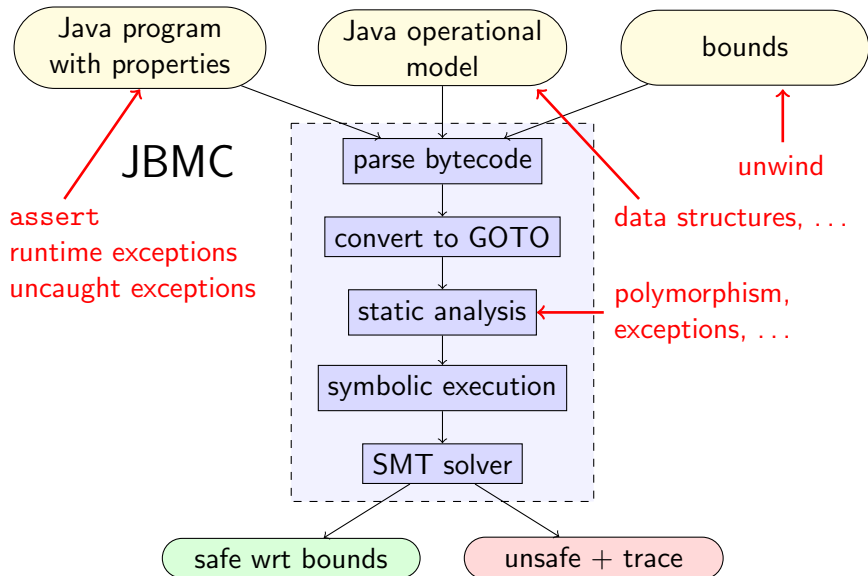 Java program
with properties
Java operational
model
bounds
JBMC
parse bytecode
unwind
assert
runtime exceptions
uncaught exceptions
data structures, . . .
convert to GOTO
static analysis
polymorphism,
exceptions, . . .
symbolic execution
SMT solver
safe wrt bounds
unsafe + trace